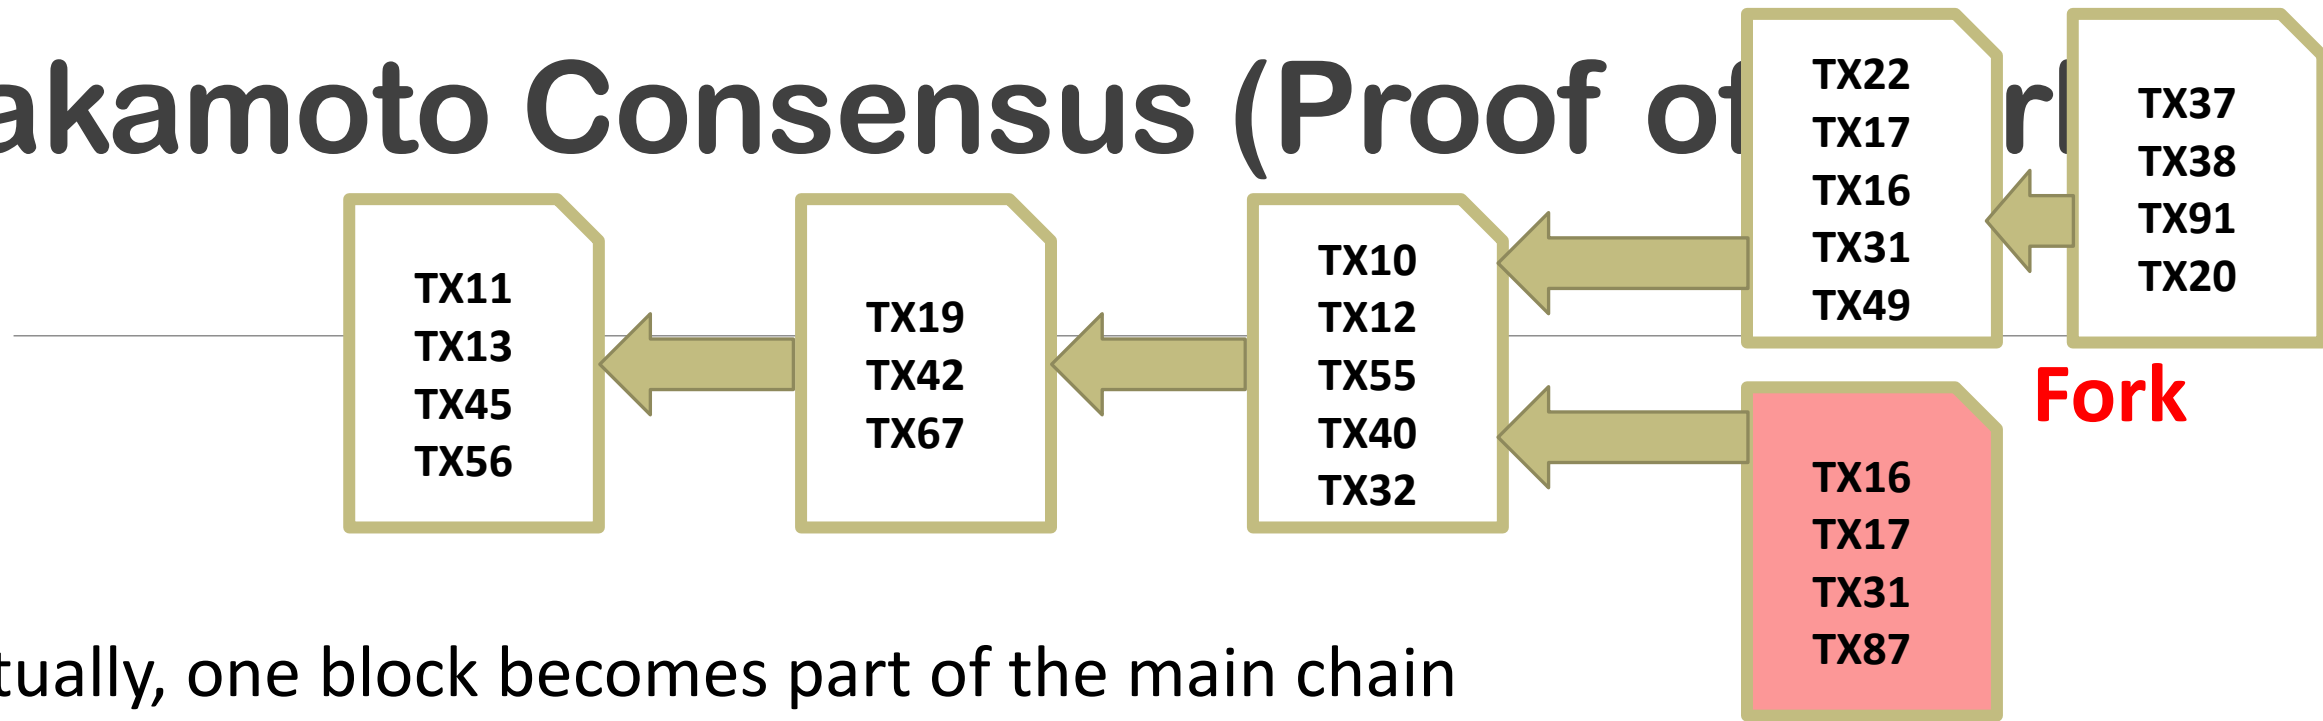 akamoto Consensus (Proof of
TX11
TX13
TX45
TX56
TX19
TX42
TX67
TX10
TX12
TX55
TX40
TX32
TX22
TX17
TX16
TX31
TX49
TX37
TX38
TX91
TX20
Fork
TX16
TX17
TX31
TX87
tually, one block becomes part of the main chain